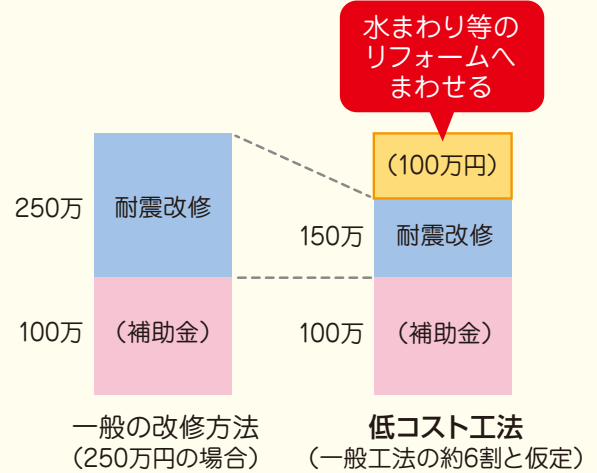 水まわり等の
リフォームへ
まわせる
（100万円）
250万
耐震改修
150万
耐震改修
100万
（補助金）
100万
（補助金）
一般の改修方法
（250万円の場合）
低コスト工法
（一般工法の約6割と仮定）